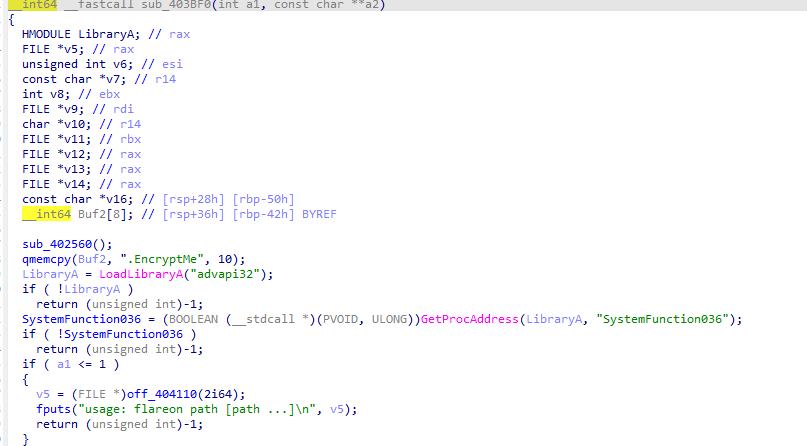 __int64 __fastcall sub_403BF0(int a1, const char **a2)
{
HMODULE LibraryA; // rax
FILE *v5; // rax
unsigned int v6; // esi
const char *v7; // r14
int v8; // ebx
FILE *v9; // rdi
char *v10; // r14
FILE *v11; // rbx
FILE *v12; // rax
FILE *v13; // rax
FILE *v14; // rax
const char *v16; // [rsp+28h] [rbp-50h]
__int64 Buf2[8]; // [rsp+36h] [rbp-42h] BYREF
sub_402560();
qmemcpy(Buf2, ".EncryptMe", 10);
LibraryA = LoadLibraryA("advapi32");
if ( !LibraryA )
return (unsigned int)-1;
SystemFunction036 = (BOOLEAN (__stdcall *)(PVOID, ULONG))GetProcAddress(LibraryA, "SystemFunction036");
if ( !SystemFunction036 )
return (unsigned int)-1;
if ( a1 <= 1 )
{
v5 = (FILE *)off_404110(2i64);
fputs("usage: flareon path [path ...]\n", v5);
return (unsigned int)-1;
}